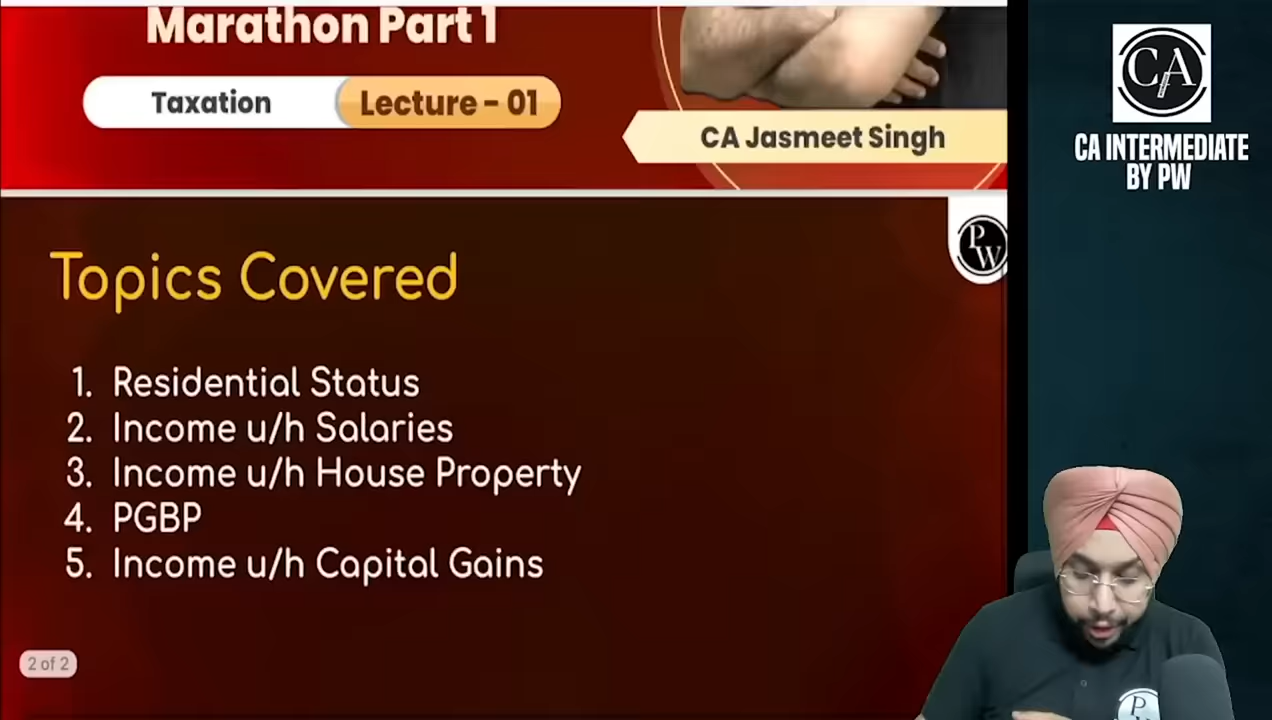 Marathon Part 1
Taxation
Lecture - 01
CA Jasmeet Singh
CA
CA INTERMEDIATE
BY PW
PW
Topics Covered
1. Residential Status
2. Income u/h Salaries
3. Income u/h House Property
4. PGBP
5. Income u/h Capital Gains
2 of 2
P
W